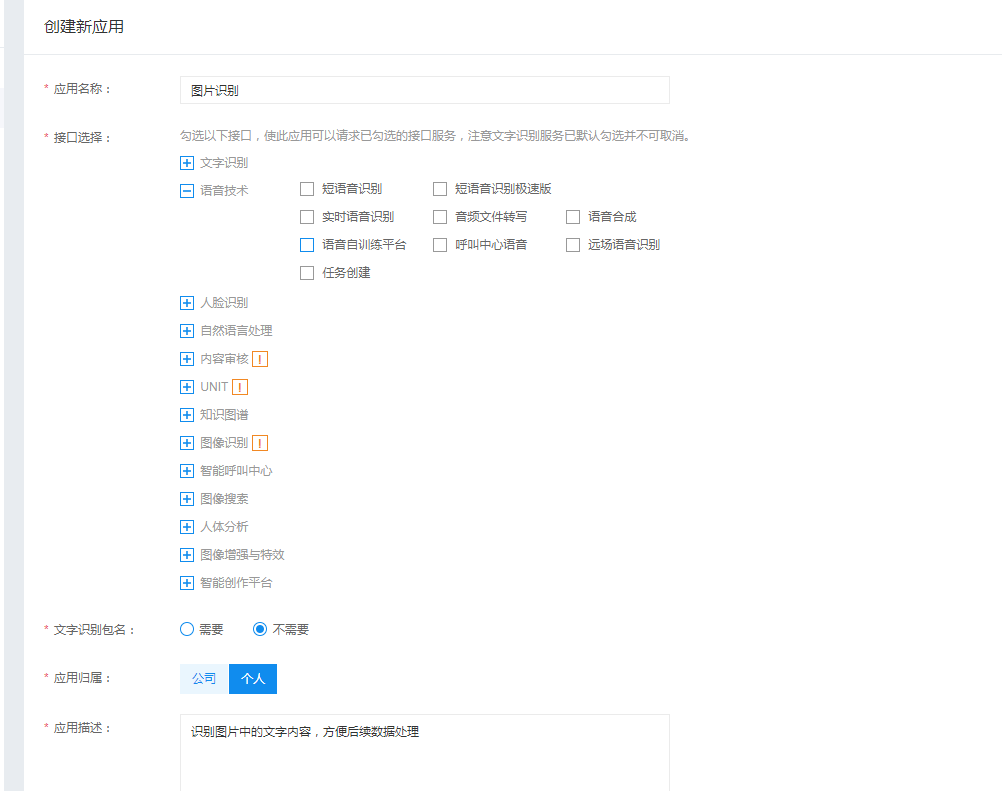 创建新应用
* 应用名称： 图片识别
* 接口选择： 勾选以下接口，使此应用可以请求已勾选的接口服务，注意文字识别服务已默认勾选并不可取消。
文字识别
语音技术 短语音识别 短语音识别极速版
实时语音识别 音频文件转写 语音合成
语音自训练平台 呼叫中心语音 远场语音识别
任务创建
人脸识别
自然语言处理
内容审核 !
UNIT !
知识图谱
图像识别 !
智能呼叫中心
图像搜索
人体分析
图像增强与特效
智能创作平台
* 文字识别包名： 需要 不需要
* 应用归属： 公司 个人
* 应用描述： 识别图片中的文字内容，方便后续数据处理